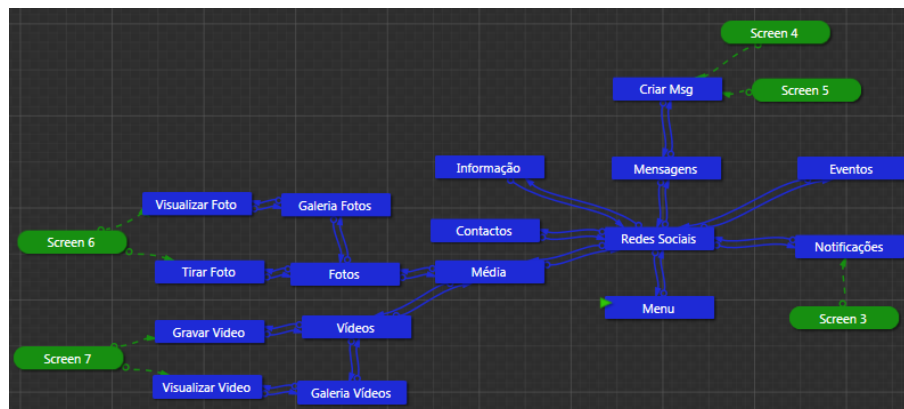 Screen 4
Criar Msg
Screen 5
Informação
Mensagens
Eventos
Visualizar Foto
Galeria Fotos
Contactos
Redes Sociais
Screen 6
Notificações
Tirar Foto
Fotos
Média
Menu
Screen 3
Gravar Video
Vídeos
Screen 7
Visualizar Video
Galeria Vídeos